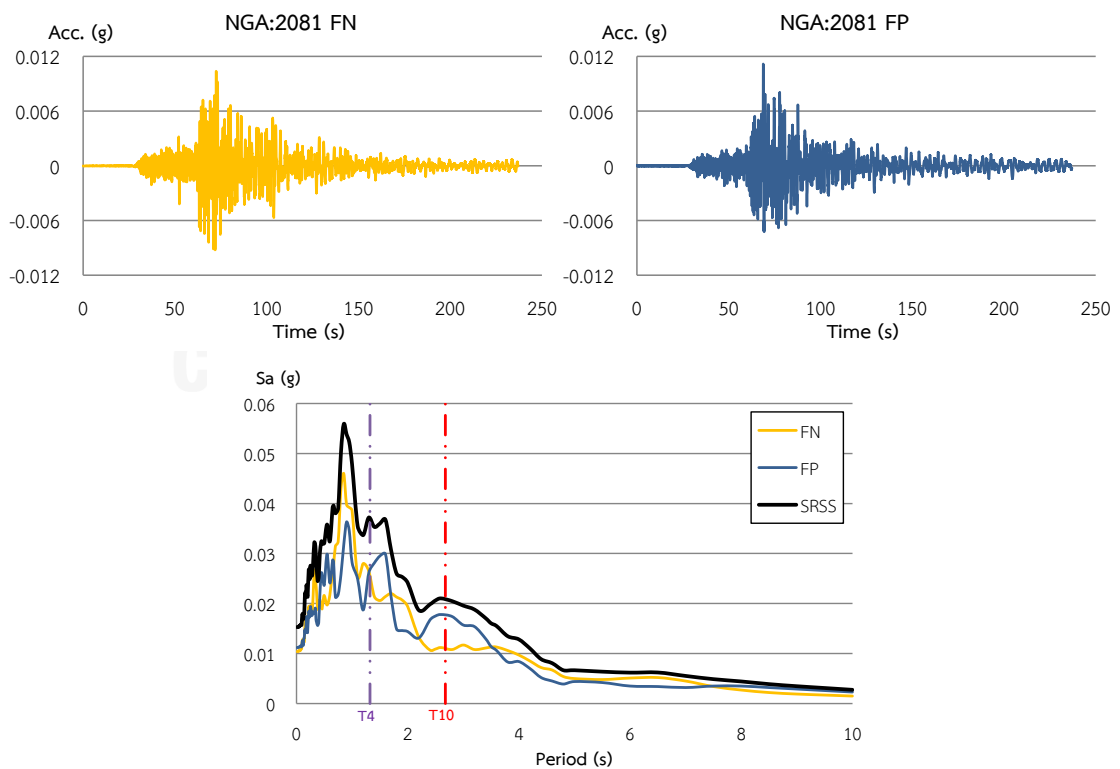 NGA:2081 FN
Acc. (g)
0.012
0.006
0
-0.006
-0.012
0 50 100 150 200 250
Time (s)
NGA:2081 FP
Acc. (g)
0.012
0.006
0
-0.006
-0.012
0 50 100 150 200 250
Time (s)
Sa (g)
0.06
0.05
0.04
0.03
0.02
0.01
0
FN
FP
SRSS
T4 T10
0 2 4 6 8 10
Period (s)